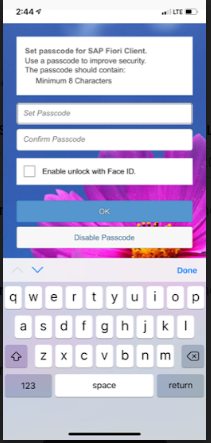 2:44
LTE
Set passcode for SAP Fiori Client.
Use a passcode to improve security.
The passcode should contain:
Minimum 8 Characters
Set Passcode
Confirm Passcode
Enable unlock with Face ID.
OK
Disable Passcode
Done
q w e r t y u i o p
a s d f g h j k l
z x c v b n m
123 space return